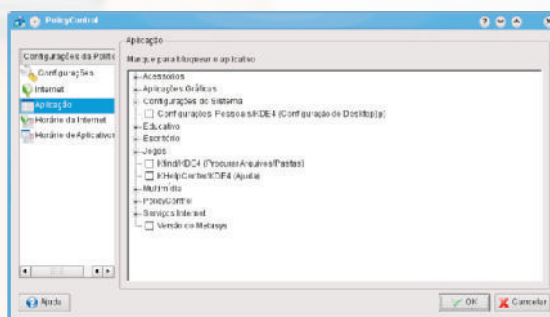 PolicyControl
Configurações da Políti
Configurações
Internet
Aplicação
Horário da Internet
Horário de Aplicativos
Aplicação
Marque para bloquear o aplicativo
Acessórios
Aplicações Gráficas
Configurações do Sistema
Configurações Pessoais/KDE4 (Configuração de Desktop)
Educativo
Escritório
Jogos
Kfind/KDE4 (Procurar Arquivos/Pastas)
KHelpCenter/KDE4 (Ajuda)
Multimídia
PolicyControl
Serviços Internet
Versão do Metasys
Ajuda
OK
Cancelar